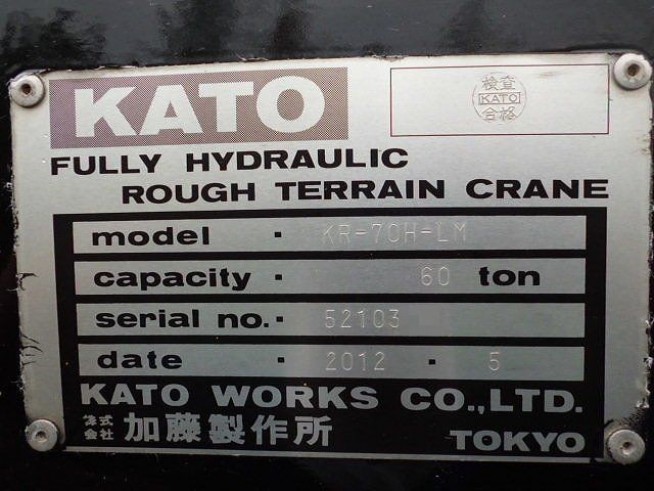 KATO
検査
KATO
合格
FULLY HYDRAULIC
ROUGH TERRAIN CRANE
model · KR-70H-LM
capacity · 60 ton
serial no. · 52103
date · 2012 · 5
KATO WORKS CO.,LTD.
株式会社 加藤製作所 TOKYO